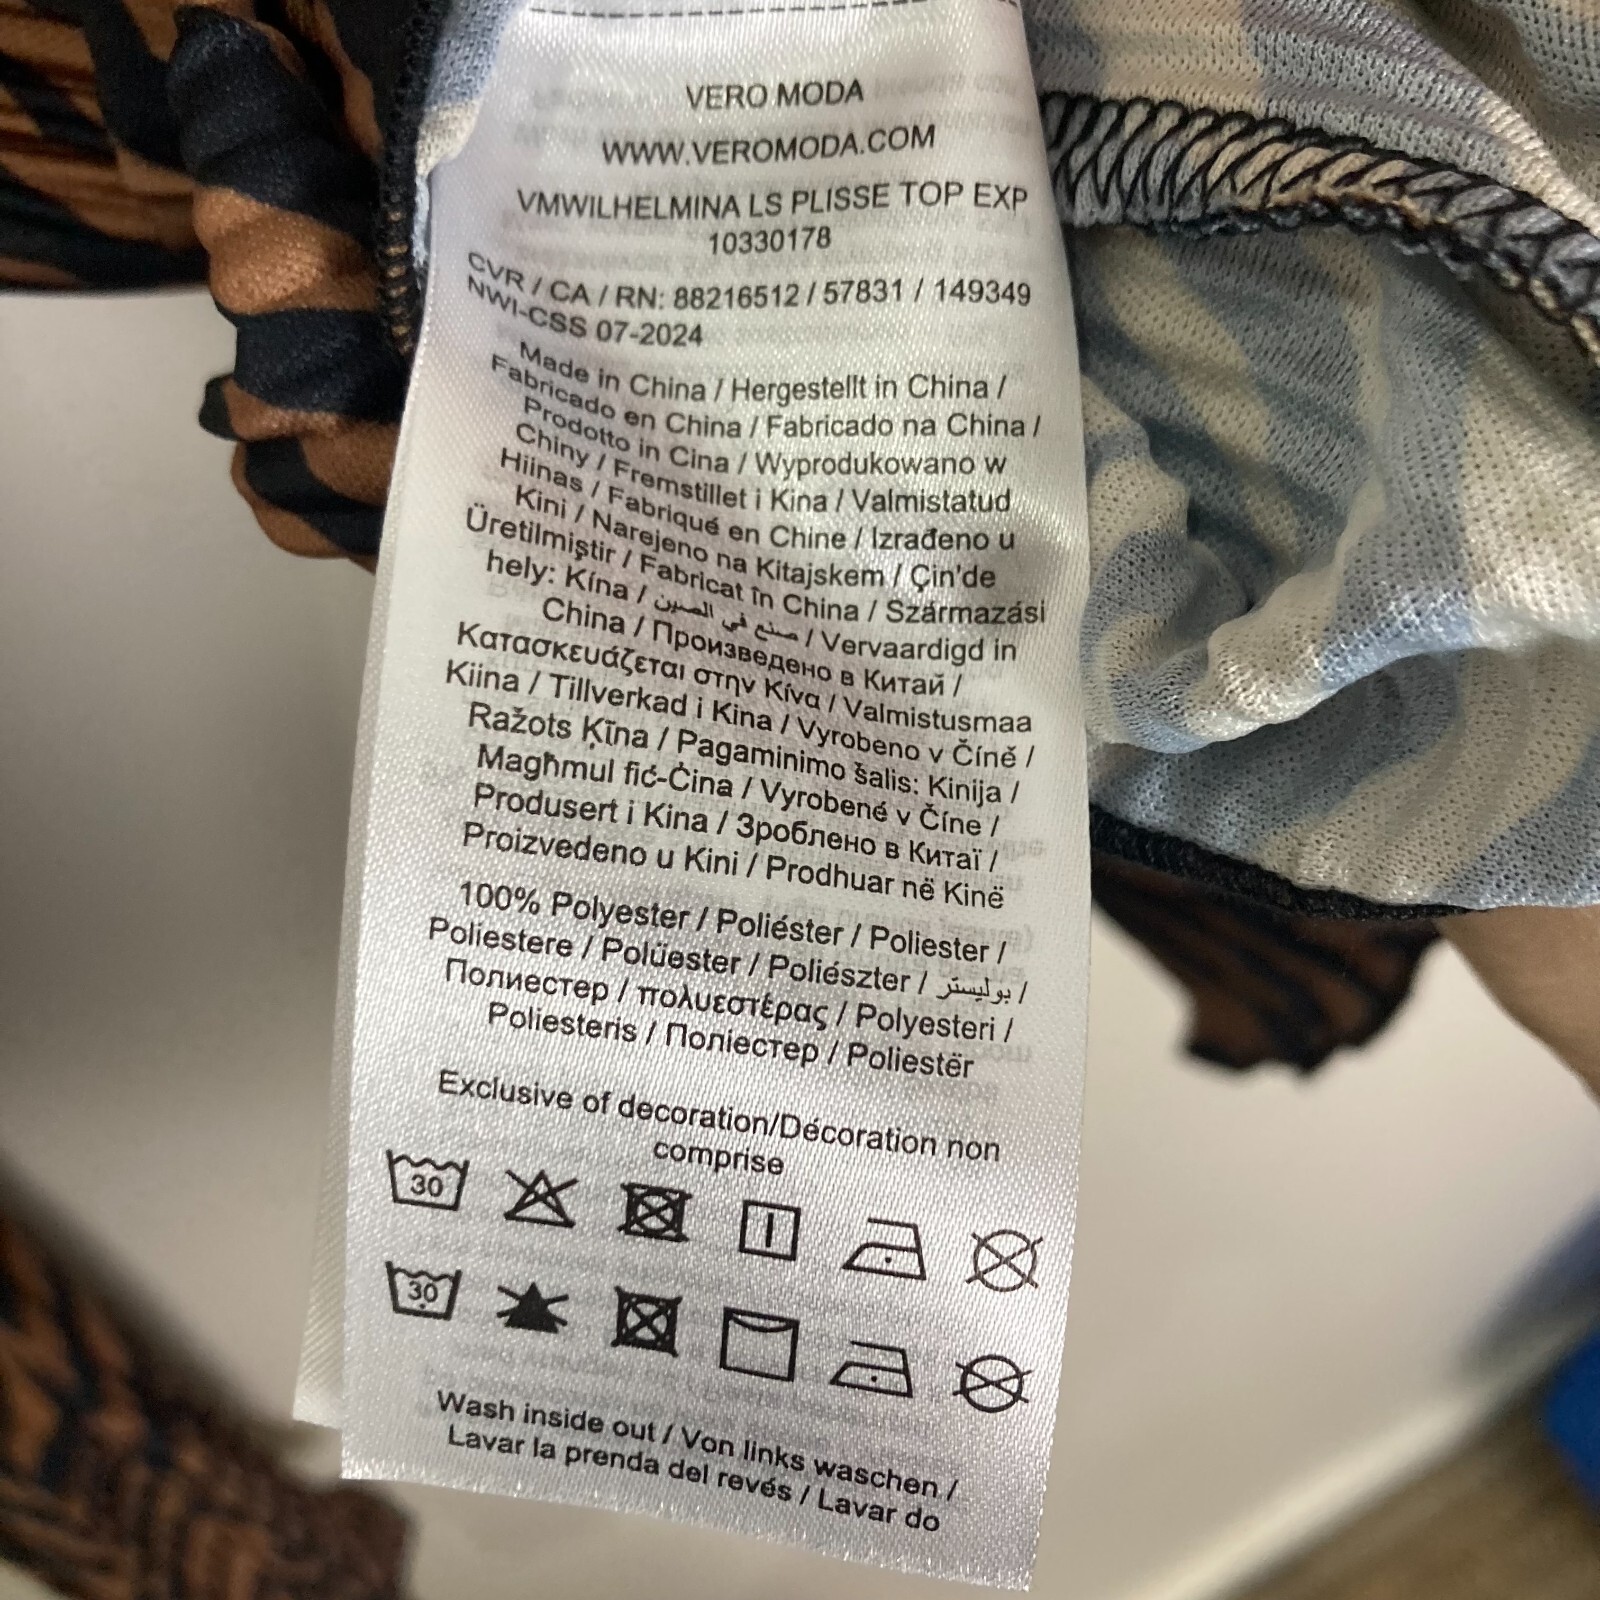 VERO MODA
WWW.VEROMODA.COM
VMWILHELMINA LS PLISSE TOP EXP
10330178
CVR / CA / RN: 88216512 / 57831 / 149349
NWI-CSS 07-2024
Made in China / Hergestellt in China /
Fabricado en China / Fabricado na China /
Prodotto in Cina / Wyprodukowano w
Chiny / Fremstillet i Kina / Valmistatud
Hiinas / Fabriqué en Chine / Izrađeno u
Kini / Narejeno na Kitajskem / Çin'de
Üretilmiştir / Fabricat în China / Származási
hely: Kína / صنع في الصين / Vervaardigd in
China / Произведено в Китай /
Κατασκευάζεται στην Κίνα / Valmistusmaa
Kiina / Tillverkad i Kina / Vyrobeno v Číně /
Ražots Ķīna / Pagaminimo šalis: Kinija /
Magħmul fiċ-Ċina / Vyrobené v Číne /
Produsert i Kina / Зроблено в Китаї /
Proizvedeno u Kini / Prodhuar në Kinë
100% Polyester / Poliéster / Poliester /
Poliestere / Polüester / Poliészter / بوليستر /
Полиестер / πολυεστέρας / Polyesteri /
Poliesteris / Поліестер / Poliestër
Exclusive of decoration/Décoration non
comprise
30
30
Wash inside out / Von links waschen /
Lavar la prenda del revés / Lavar do